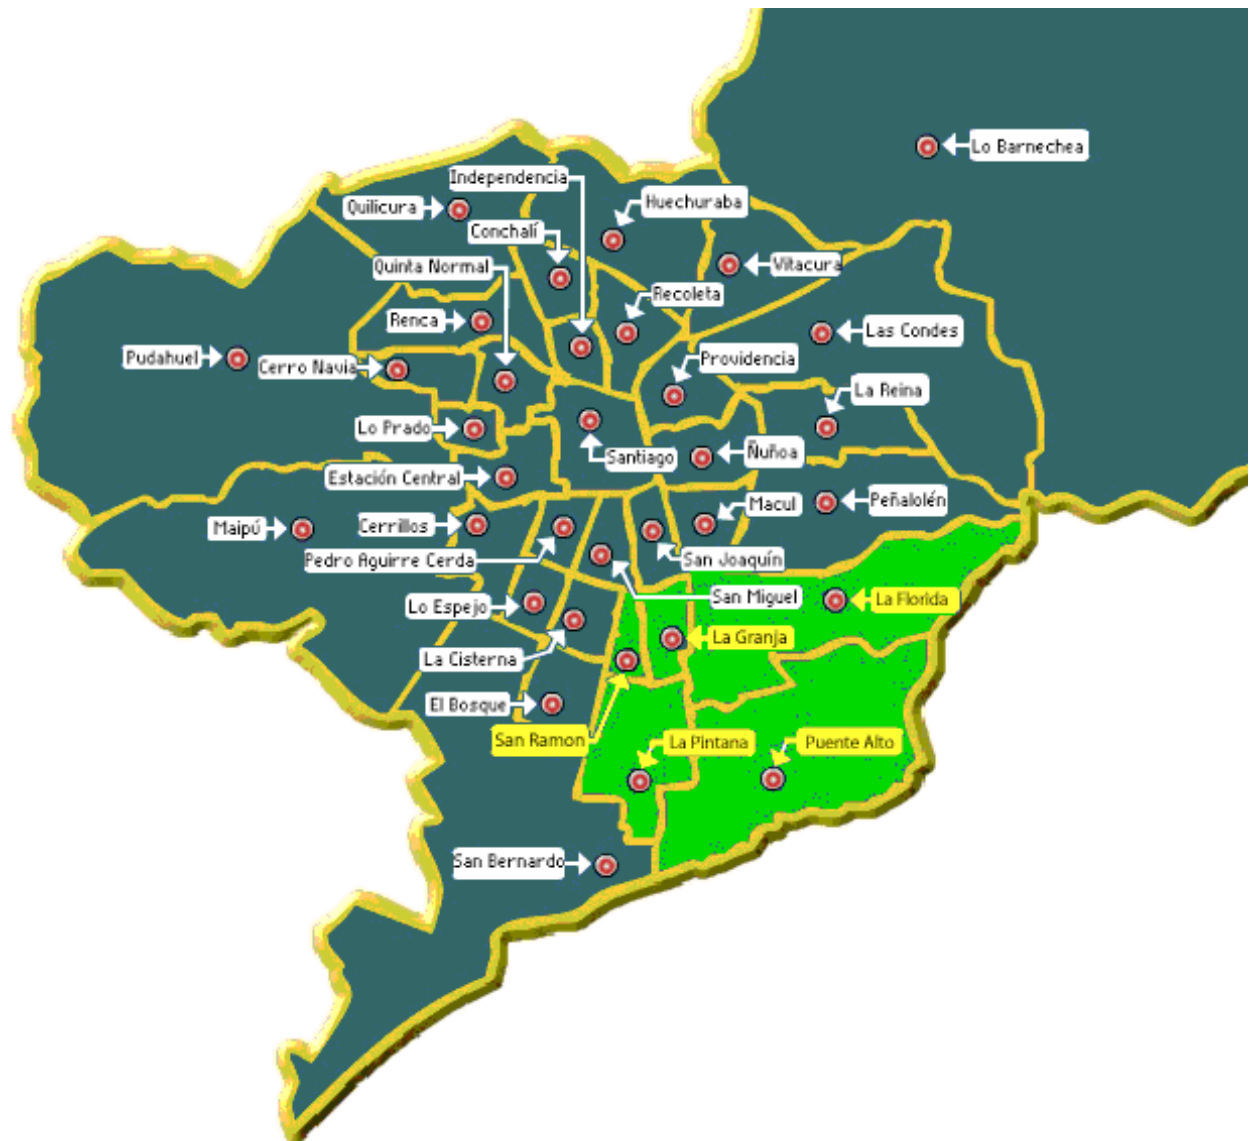 Lo Barnechea
Independencia
Huechuraba
Quilicura
Conchalí
Quinta Normal
Vitacura
Recoleta
Renca
Las Condes
Pudahuel
Cerro Navia
Providencia
La Reina
Lo Prado
Santiago
Ñuñoa
Estación Central
Peñalolén
Macul
Maipú
Cerrillos
Pedro Aguirre Cerda
San Joaquín
San Miguel
La Florida
Lo Espejo
La Granja
La Cisterna
El Bosque
San Ramon
La Pintana
Puente Alto
San Bernardo